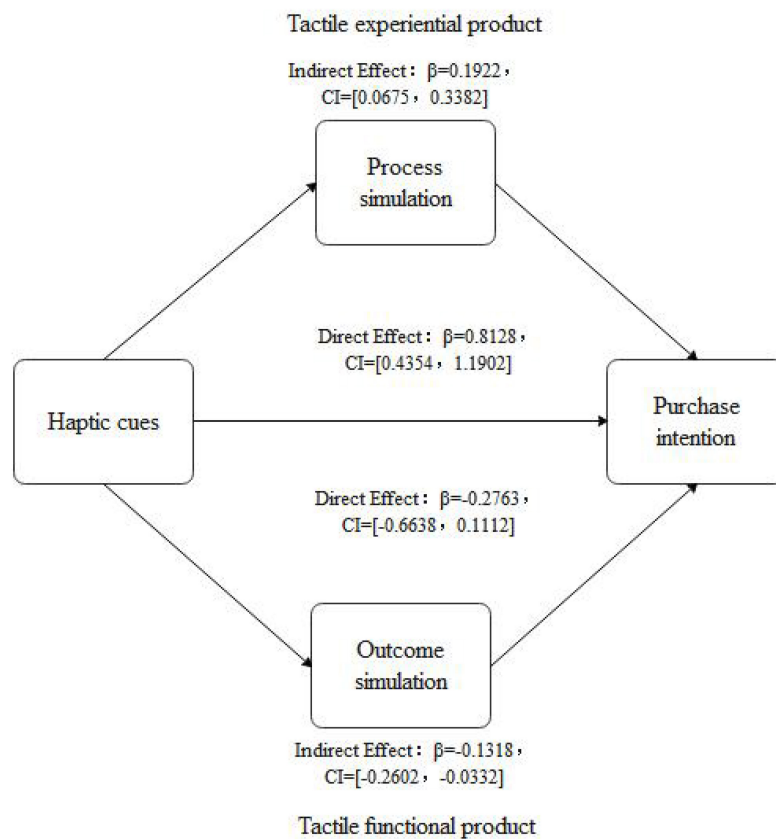 Tactile experiential product
Indirect Effect： β=0.1922，
CI=[0.0675， 0.3382]
Process
simulation
Direct Effect： β=0.8128，
CI=[0.4354， 1.1902]
Haptic cues
Purchase
intention
Direct Effect： β=-0.2763，
CI=[-0.6638， 0.1112]
Outcome
simulation
Indirect Effect： β=-0.1318，
CI=[-0.2602， -0.0332]
Tactile functional product